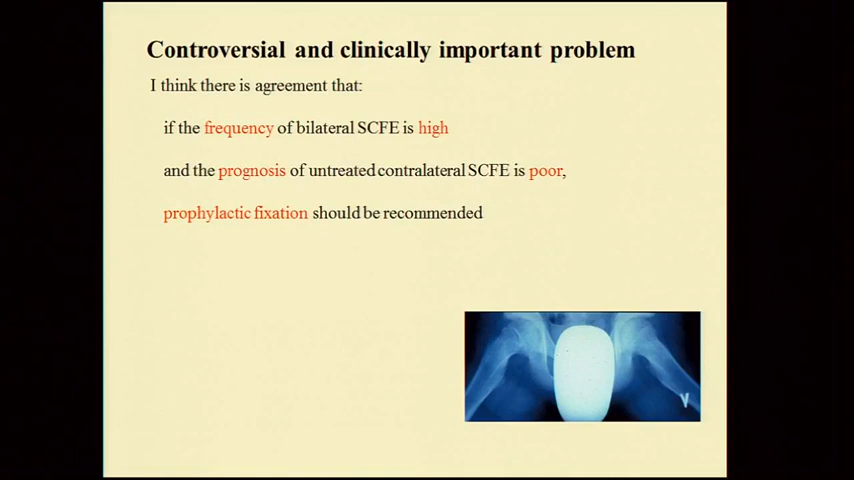 Controversial and clinically important problem
I think there is agreement that:
if the frequency of bilateral SCFE is high
and the prognosis of untreated contralateral SCFE is poor,
prophylactic fixation should be recommended
V